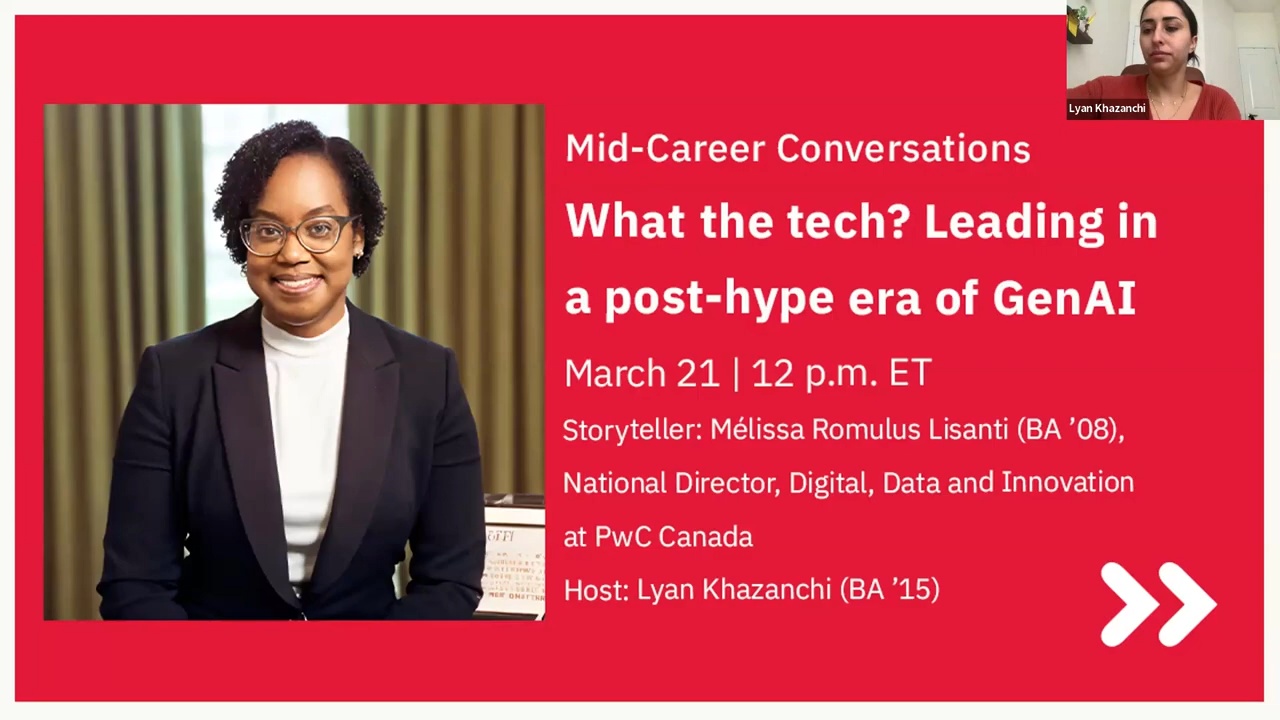 Lyan Khazanchi
Mid-Career Conversations
What the tech? Leading in
a post-hype era of GenAI
March 21 | 12 p.m. ET
Storyteller: Mélissa Romulus Lisanti (BA ’08),
National Director, Digital, Data and Innovation
at PwC Canada
Host: Lyan Khazanchi (BA ’15)